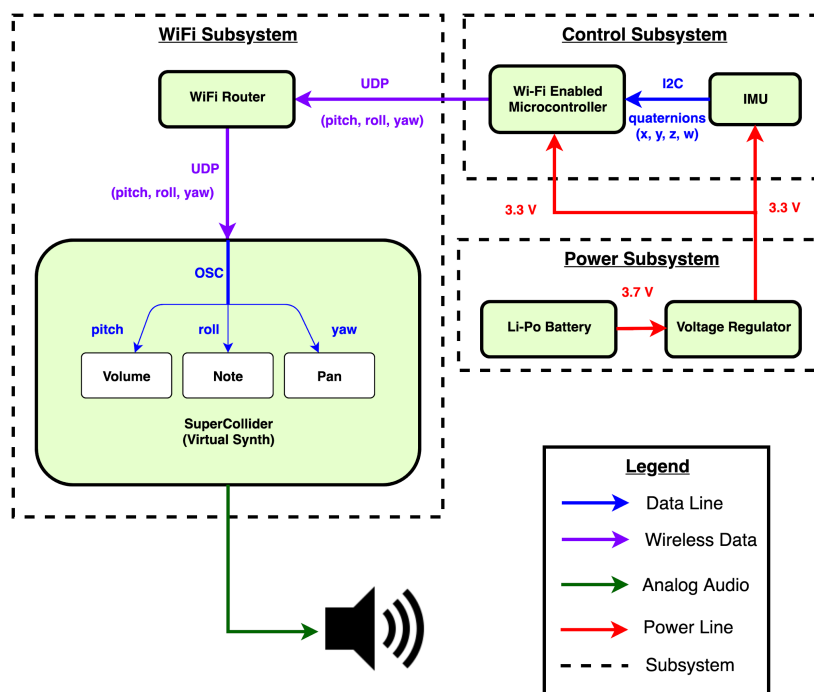 WiFi Subsystem
WiFi Router
UDP
(pitch, roll, yaw)
UDP
(pitch, roll, yaw)
Control Subsystem
Wi-Fi Enabled
Microcontroller
I2C
quaternions
(x, y, z, w)
IMU
3.3 V
3.3 V
Power Subsystem
3.7 V
Li-Po Battery
Voltage Regulator
OSC
pitch
roll
yaw
Volume
Note
Pan
SuperCollider
(Virtual Synth)
Legend
Data Line
Wireless Data
Analog Audio
Power Line
Subsystem